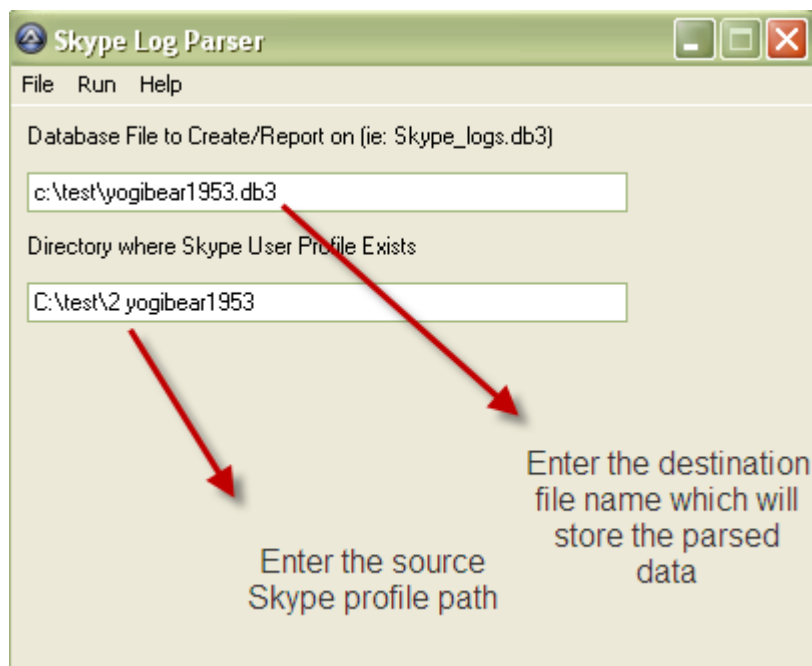 Skype Log Parser
File Run Help
Database File to Create/Report on (ie: Skype_logs.db3)
c:\test\yogibear1953.db3
Directory where Skype User Profile Exists
C:\test\2 yogibear1953
Enter the destination
file name which will
store the parsed
data
Enter the source
Skype profile path